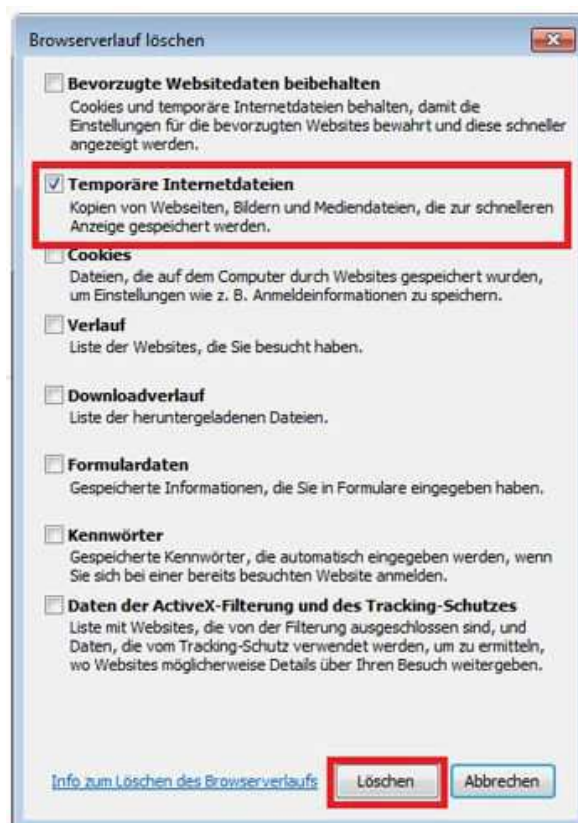 Browserverlauf löschen
Bevorzugte Websitedaten beibehalten
Cookies und temporäre Internetdateien behalten, damit die
Einstellungen für die bevorzugten Websites bewahrt und diese schneller
angezeigt werden.
Temporäre Internetdateien
Kopien von Webseiten, Bildern und Mediendateien, die zur schnelleren
Anzeige gespeichert werden.
Cookies
Dateien, die auf dem Computer durch Websites gespeichert wurden,
um Einstellungen wie z. B. Anmeldeinformationen zu speichern.
Verlauf
Liste der Websites, die Sie besucht haben.
Downloadverlauf
Liste der heruntergeladenen Dateien.
Formulardaten
Gespeicherte Informationen, die Sie in Formulare eingegeben haben.
Kennwörter
Gespeicherte Kennwörter, die automatisch eingegeben werden, wenn
Sie sich bei einer bereits besuchten Website anmelden.
Daten der ActiveX-Filterung und des Tracking-Schutzes
Liste mit Websites, die von der Filterung ausgeschlossen sind, und
Daten, die vom Tracking-Schutz verwendet werden, um zu ermitteln,
wo Websites möglicherweise Details über Ihren Besuch weitergeben.
Info zum Löschen des Browserverlaufs Löschen Abbrechen